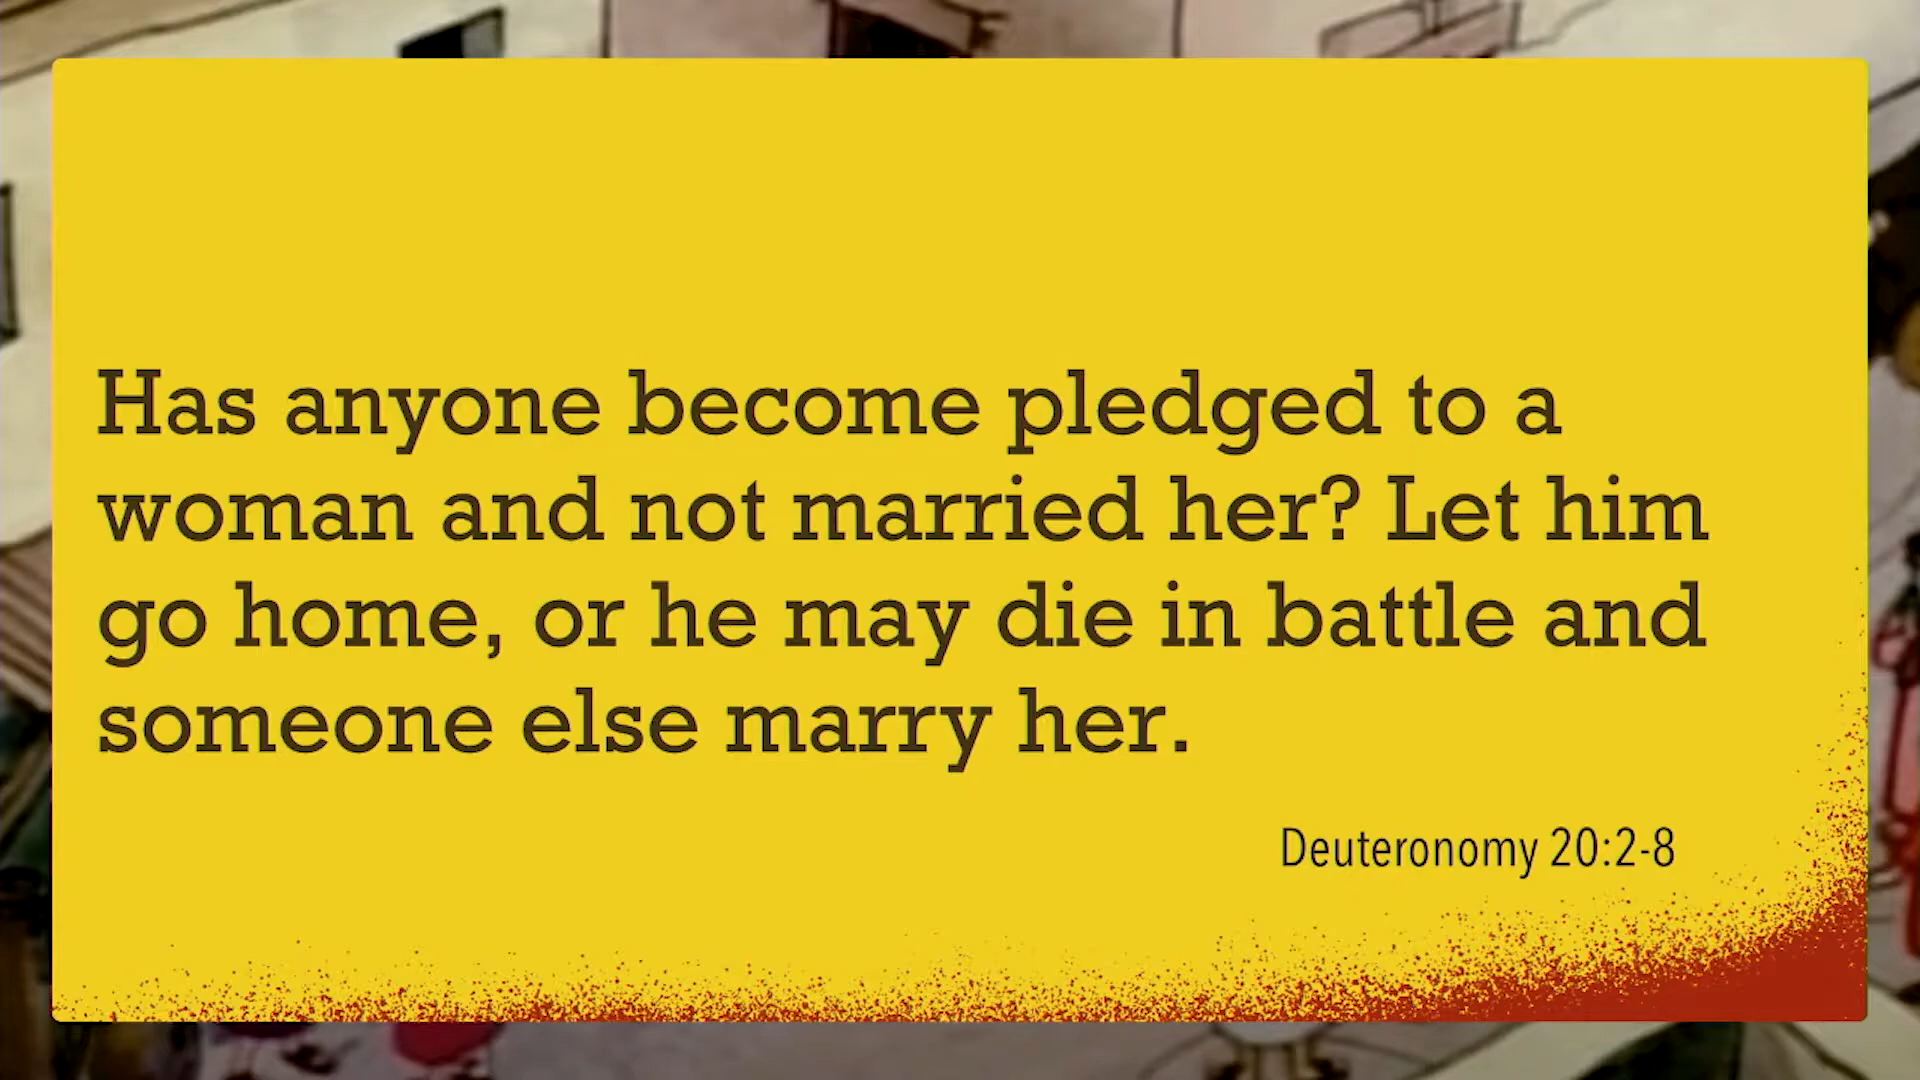 Has anyone become pledged to a
woman and not married her? Let him
go home, or he may die in battle and
someone else marry her.
Deuteronomy 20:2-8